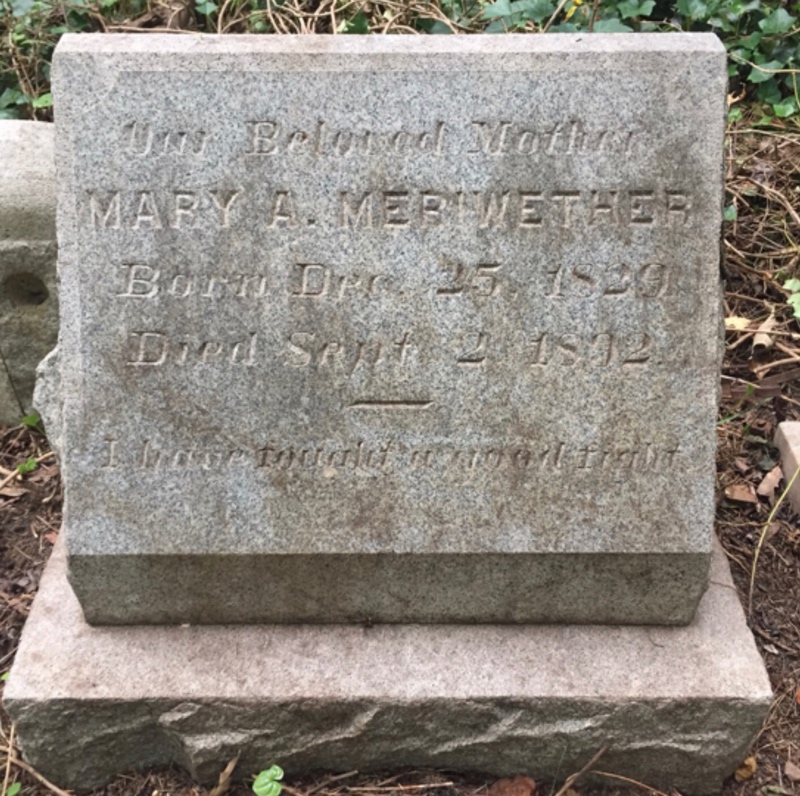 Our Beloved Mother
MARY A. MERIWETHER
Born Dec. 25, 1829
Died Sept. 2 1892.
I have fought a good fight